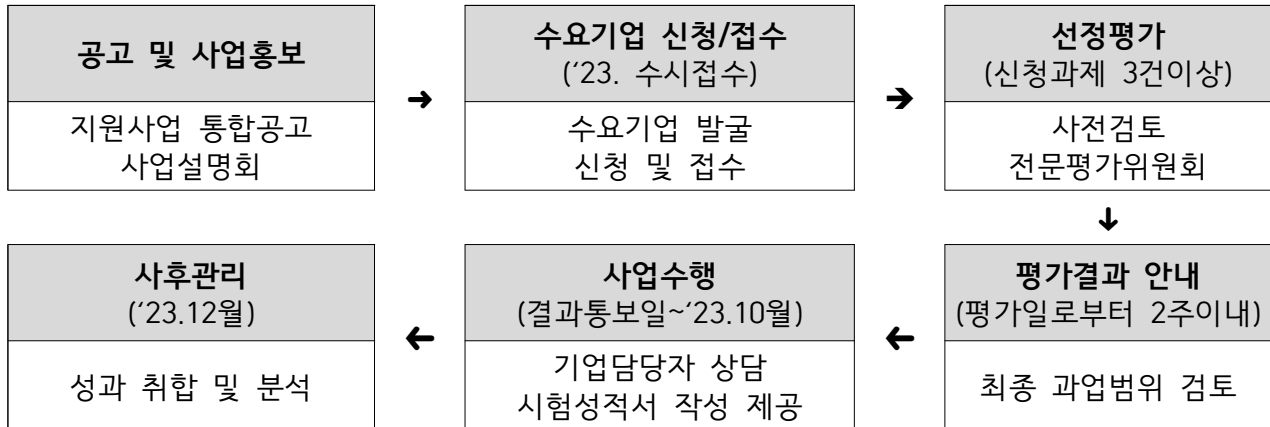 공고 및 사업홍보
지원사업 통합공고
사업설명회
➜
수요기업 신청/접수
(‘23. 수시접수)
수요기업 발굴
신청 및 접수
➔
선정평가
(신청과제 3건이상)
사전검토
전문평가위원회
↓
평가결과 안내
(평가일로부터 2주이내)
최종 과업범위 검토
←
사업수행
(결과통보일~‘23.10월)
기업담당자 상담
시험성적서 작성 제공
←
사후관리
(‘23.12월)
성과 취합 및 분석